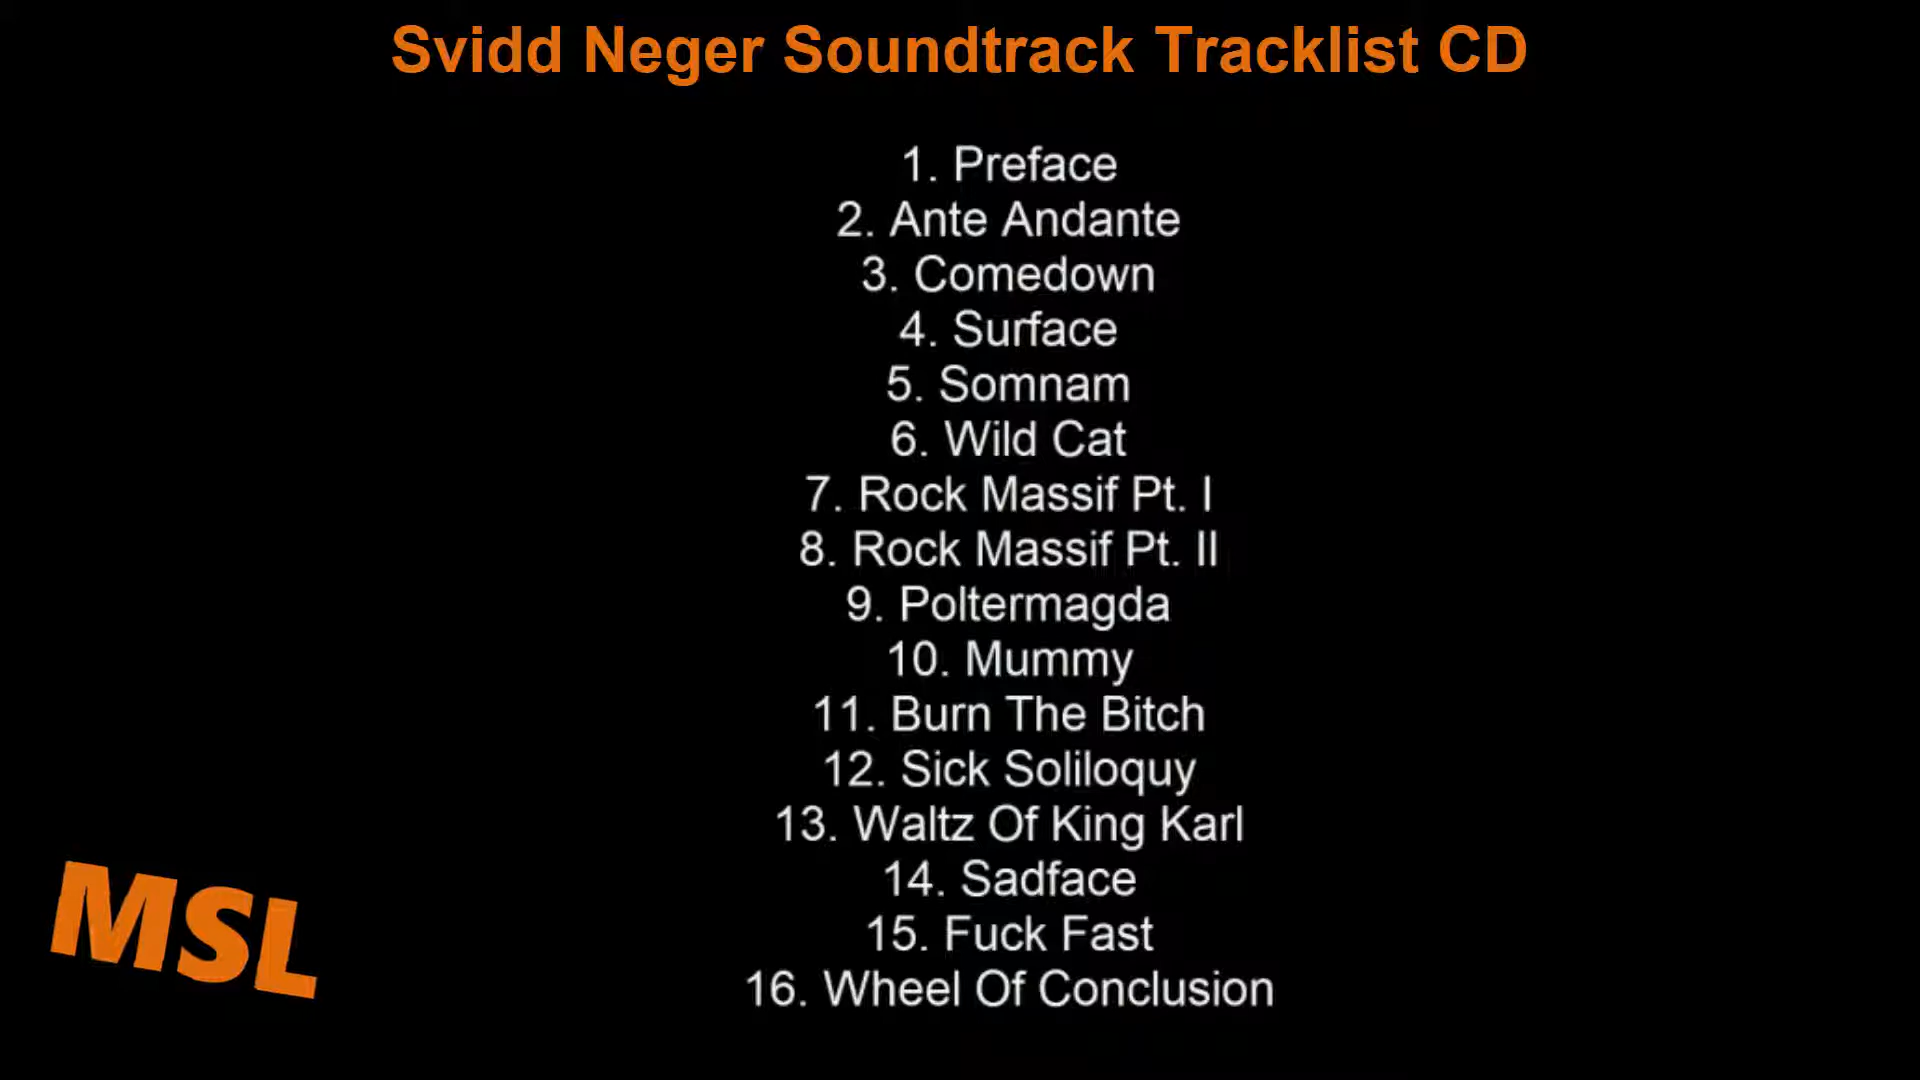 Svidd Neger Soundtrack Tracklist CD
1. Preface
2. Ante Andante
3. Comedown
4. Surface
5. Somnam
6. Wild Cat
7. Rock Massif Pt. I
8. Rock Massif Pt. II
9. Poltermagda
10. Mummy
11. Burn The Bitch
12. Sick Soliloquy
13. Waltz Of King Karl
14. Sadface
15. Fuck Fast
16. Wheel Of Conclusion
MSL